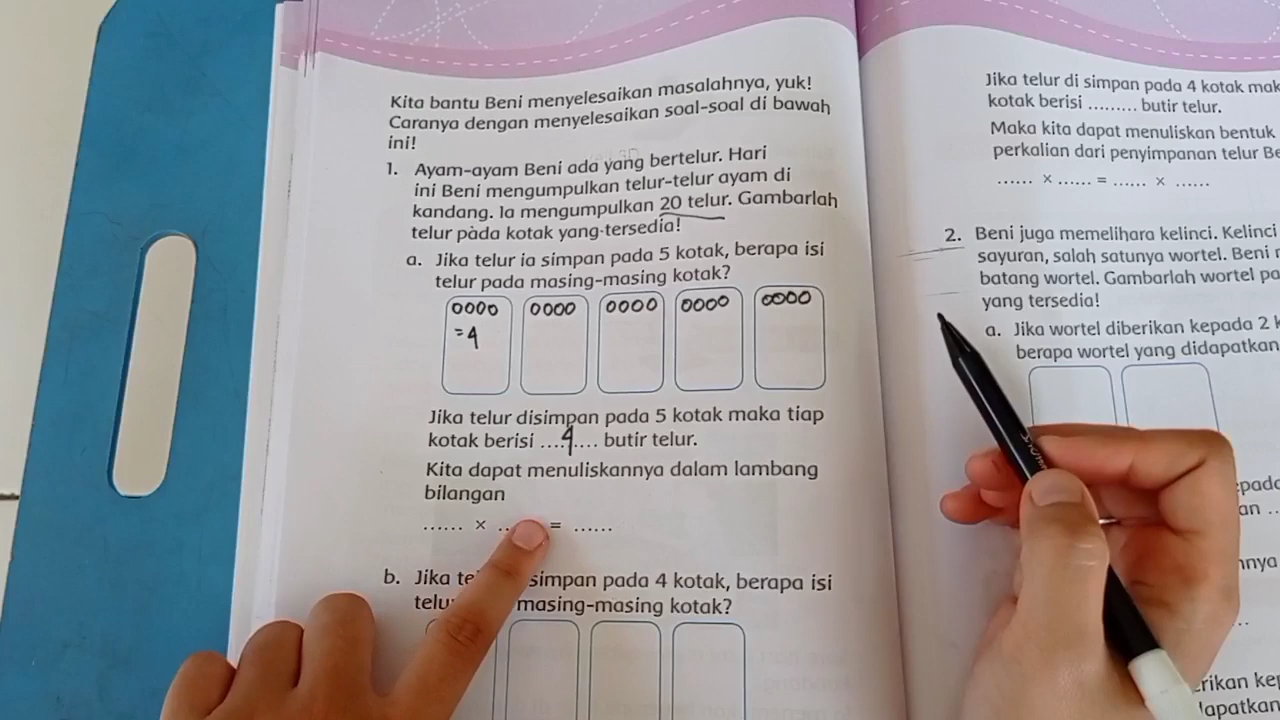 Kita bantu Beni menyelesaikan masalahnya, yuk!
Caranya dengan menyelesaikan soal-soal di bawah
ini!
1. Ayam-ayam Beni ada yang bertelur. Hari
ini Beni mengumpulkan telur-telur ayam di
kandang. Ia mengumpulkan 20 telur. Gambarlah
telur pada kotak yang tersedia!
a. Jika telur ia simpan pada 5 kotak, berapa isi
telur pada masing-masing kotak?
0000 0000 0000 0000 0000
=4
Jika telur disimpan pada 5 kotak maka tiap
kotak berisi ...4.... butir telur.
Kita dapat menuliskannya dalam lambang
bilangan
...... × .. = ......
b. Jika simpan pada 4 kotak, berapa isi
masing-masing kotak?
Jika telur di simpan pada 4 kotak
kotak berisi ......... butir telur.
Maka kita dapat menuliskan bentuk
perkalian dari penyimpanan telur
...... × ...... = ...... × ......
2. Beni juga memelihara kelinci. Kelinci
sayuran, salah satunya wortel. Beni
batang wortel. Gambarlah wortel
yang tersedia!
a. Jika wortel diberikan kepada 2
berapa wortel yang didapatkan